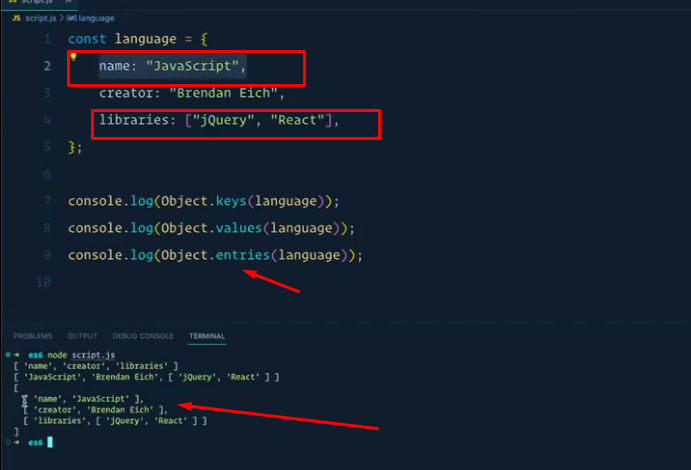 JS script.js ×
JS script.js > language
1 const language = {
2 name: "JavaScript",
3 creator: "Brendan Eich",
4 libraries: ["jQuery", "React"],
5 };
6
7 console.log(Object.keys(language));
8 console.log(Object.values(language));
9 console.log(Object.entries(language));
10
PROBLEMS OUTPUT DEBUG CONSOLE TERMINAL
➜ es6 node script.js
[ 'name', 'creator', 'libraries' ]
[ 'JavaScript', 'Brendan Eich', [ 'jQuery', 'React' ] ]
[
[ 'name', 'JavaScript' ],
[ 'creator', 'Brendan Eich' ],
[ 'libraries', [ 'jQuery', 'React' ] ]
]
➜ es6